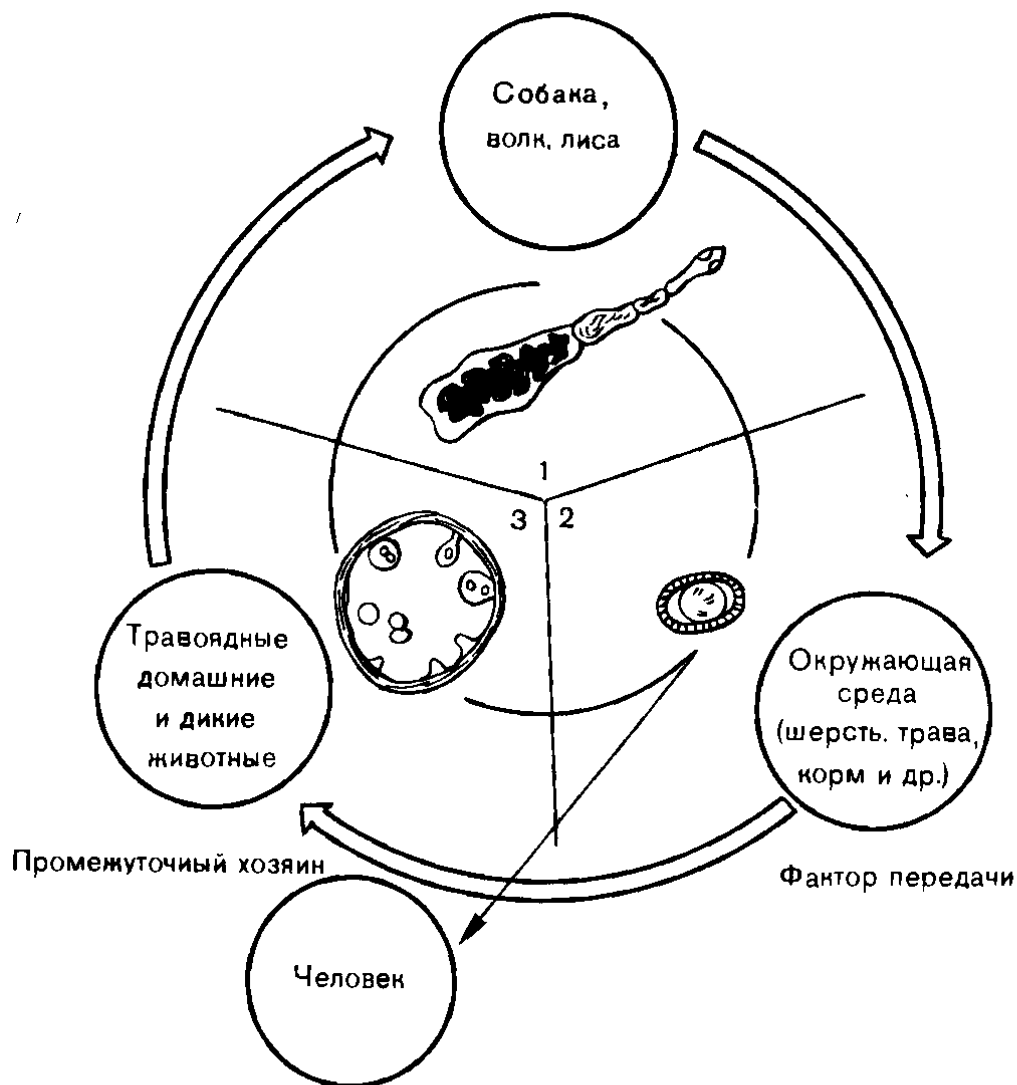 Собака,
волк, лиса
1
3 2
Травоядные
домашние
и дикие
животные
Окружающая
среда
(шерсть. трава,
корм и др.)
Промежуточный хозяин
Фактор передачи
Человек